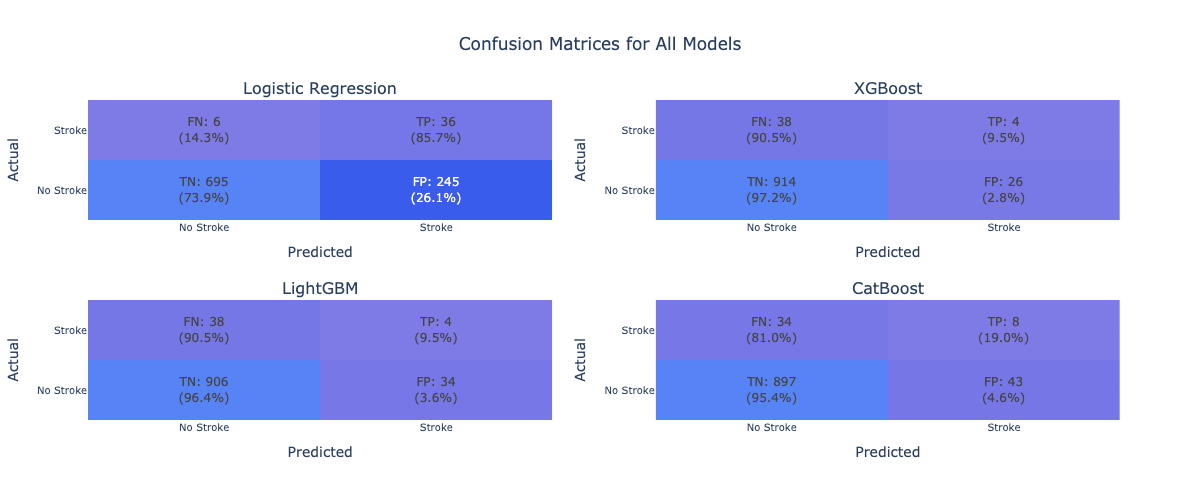 Confusion Matrices for All Models
Logistic Regression
Actual
Stroke
FN: 6
(14.3%)
TP: 36
(85.7%)
No Stroke
TN: 695
(73.9%)
FP: 245
(26.1%)
No Stroke
Stroke
Predicted
XGBoost
Actual
Stroke
FN: 38
(90.5%)
TP: 4
(9.5%)
No Stroke
TN: 914
(97.2%)
FP: 26
(2.8%)
No Stroke
Stroke
Predicted
LightGBM
Actual
Stroke
FN: 38
(90.5%)
TP: 4
(9.5%)
No Stroke
TN: 906
(96.4%)
FP: 34
(3.6%)
No Stroke
Stroke
Predicted
CatBoost
Actual
Stroke
FN: 34
(81.0%)
TP: 8
(19.0%)
No Stroke
TN: 897
(95.4%)
FP: 43
(4.6%)
No Stroke
Stroke
Predicted